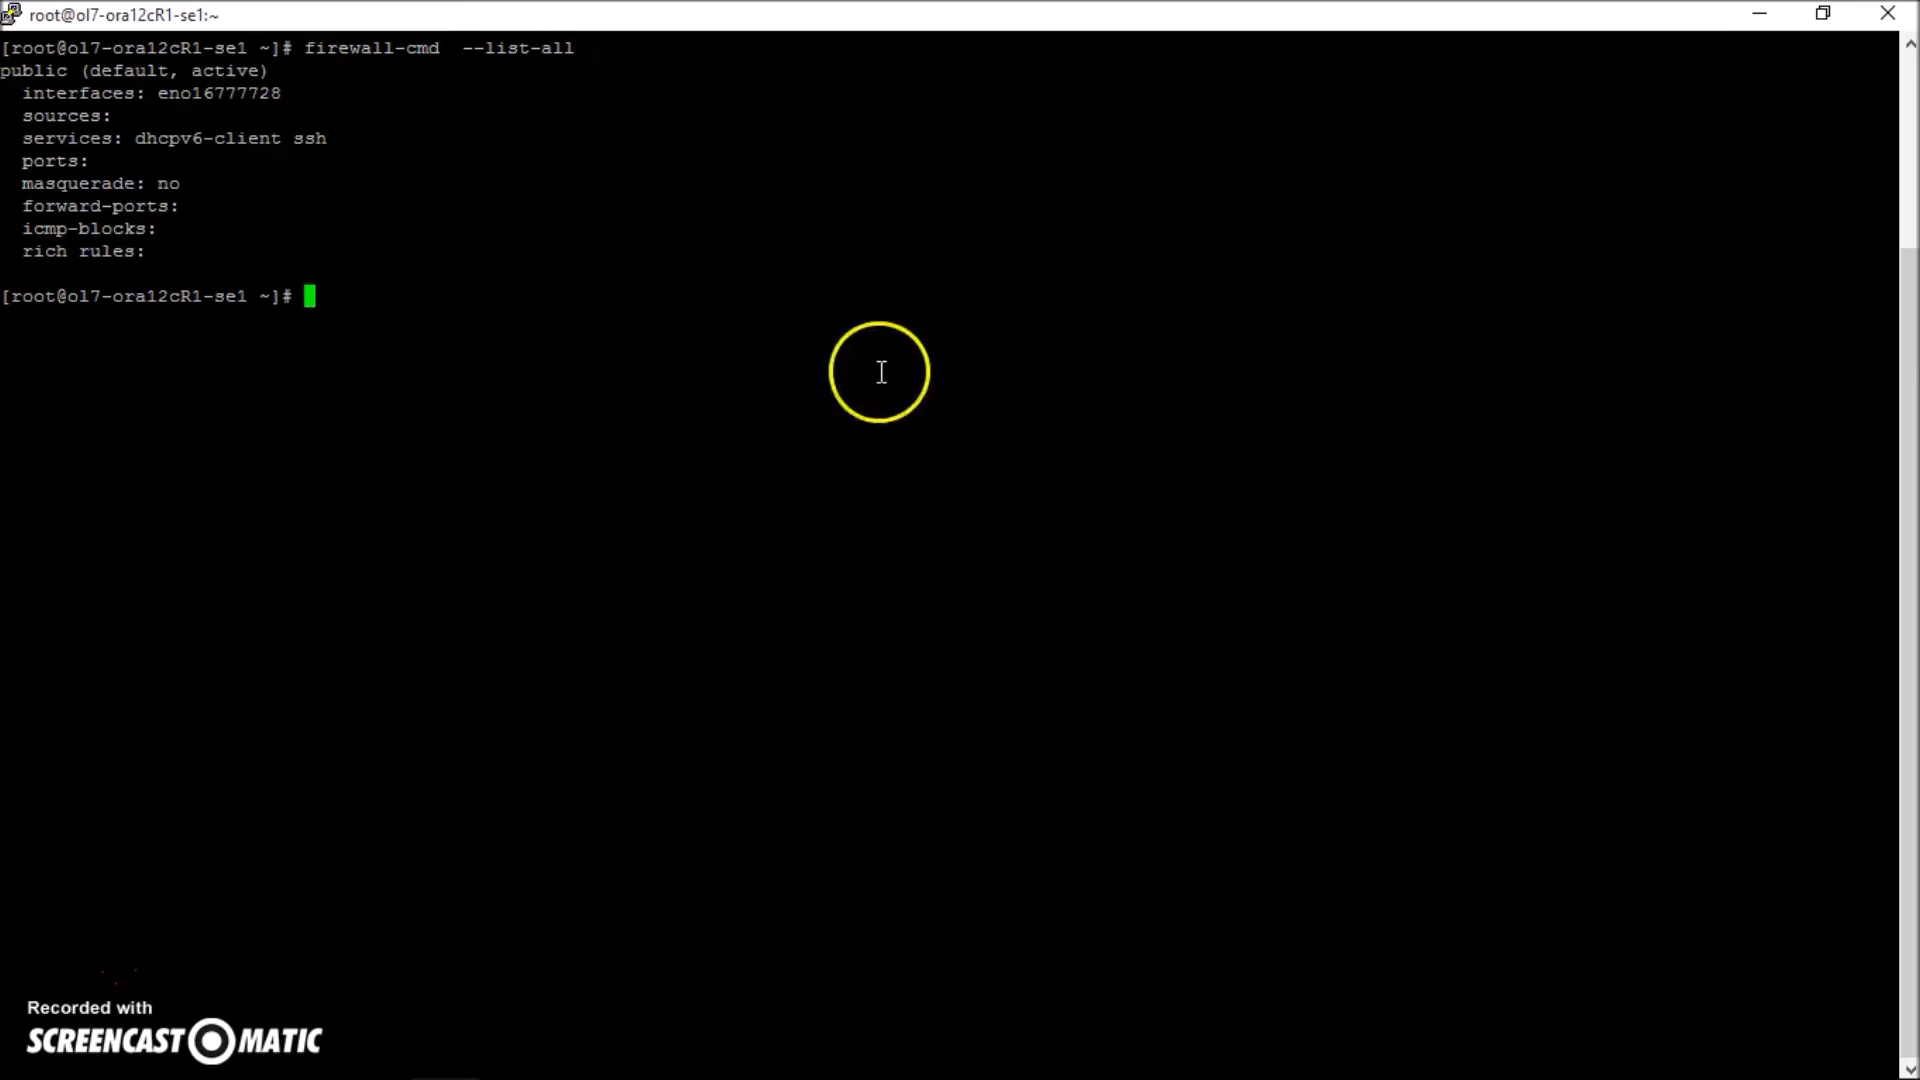 root@ol7-ora12cR1-se1:~
[root@ol7-ora12cR1-se1 ~]# firewall-cmd  --list-all
public (default, active)
  interfaces: eno16777728
  sources:
  services: dhcpv6-client ssh
  ports:
  masquerade: no
  forward-ports:
  icmp-blocks:
  rich rules:
[root@ol7-ora12cR1-se1 ~]#
Recorded with
SCREENCAST MATIC